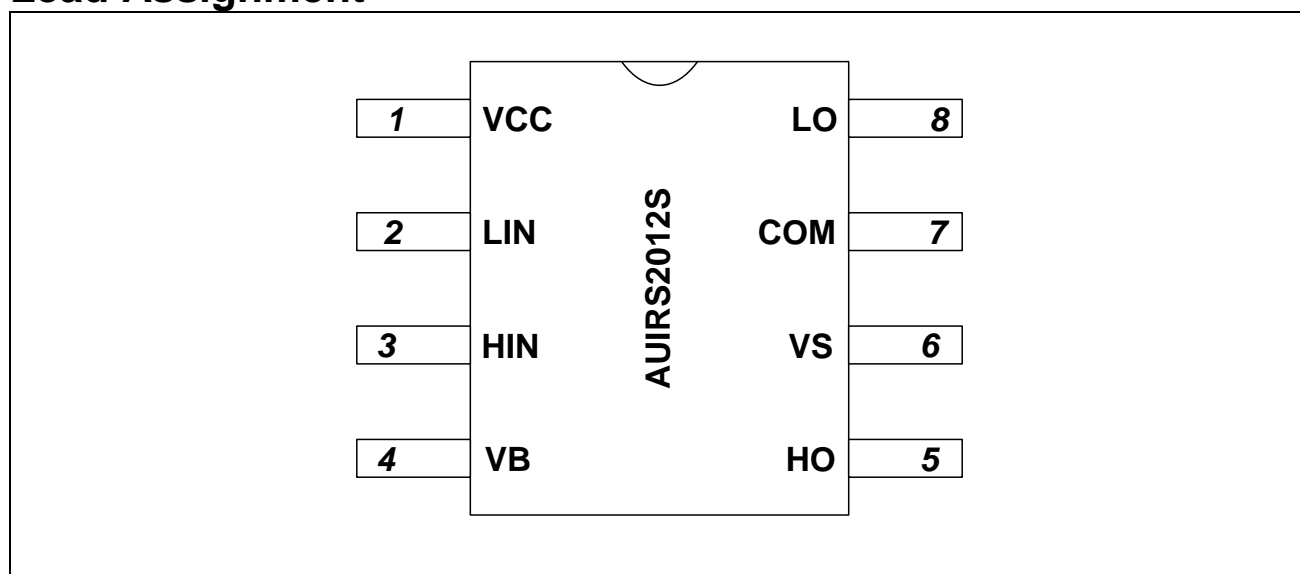 Lead Assignment
1 VCC LO 8
2 LIN COM 7
3 HIN VS 6
4 VB HO 5
AUIRS2012S